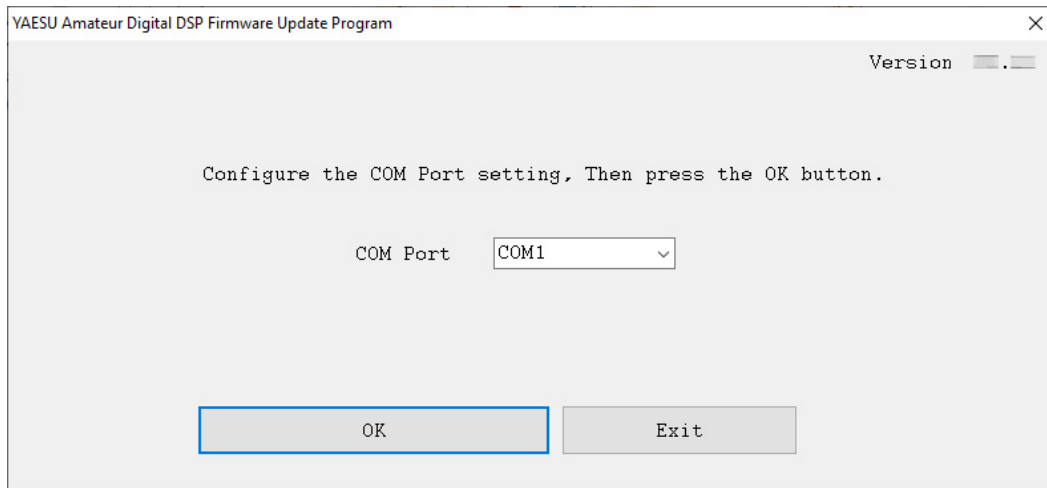 YAESU Amateur Digital DSP Firmware Update Program
Version
Configure the COM Port setting, Then press the OK button.
COM Port COM1
OK Exit